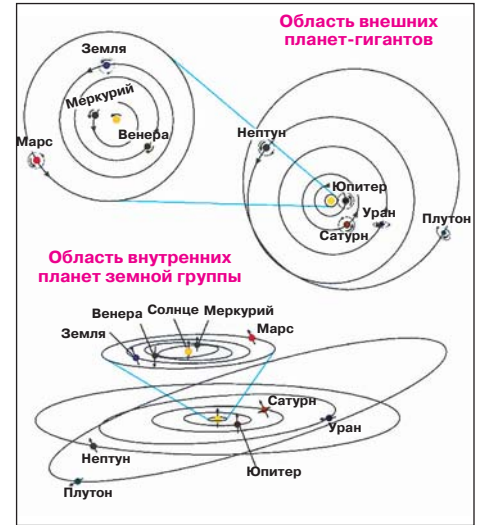 Область внешних
планет-гигантов
Земля
Меркурий
Венера
Марс
Нептун
Юпитер
Уран
Сатурн
Плутон
Область внутренних
планет земной группы
Венера Солнце Меркурий
Земля
Марс
Сатурн
Уран
Нептун
Юпитер
Плутон